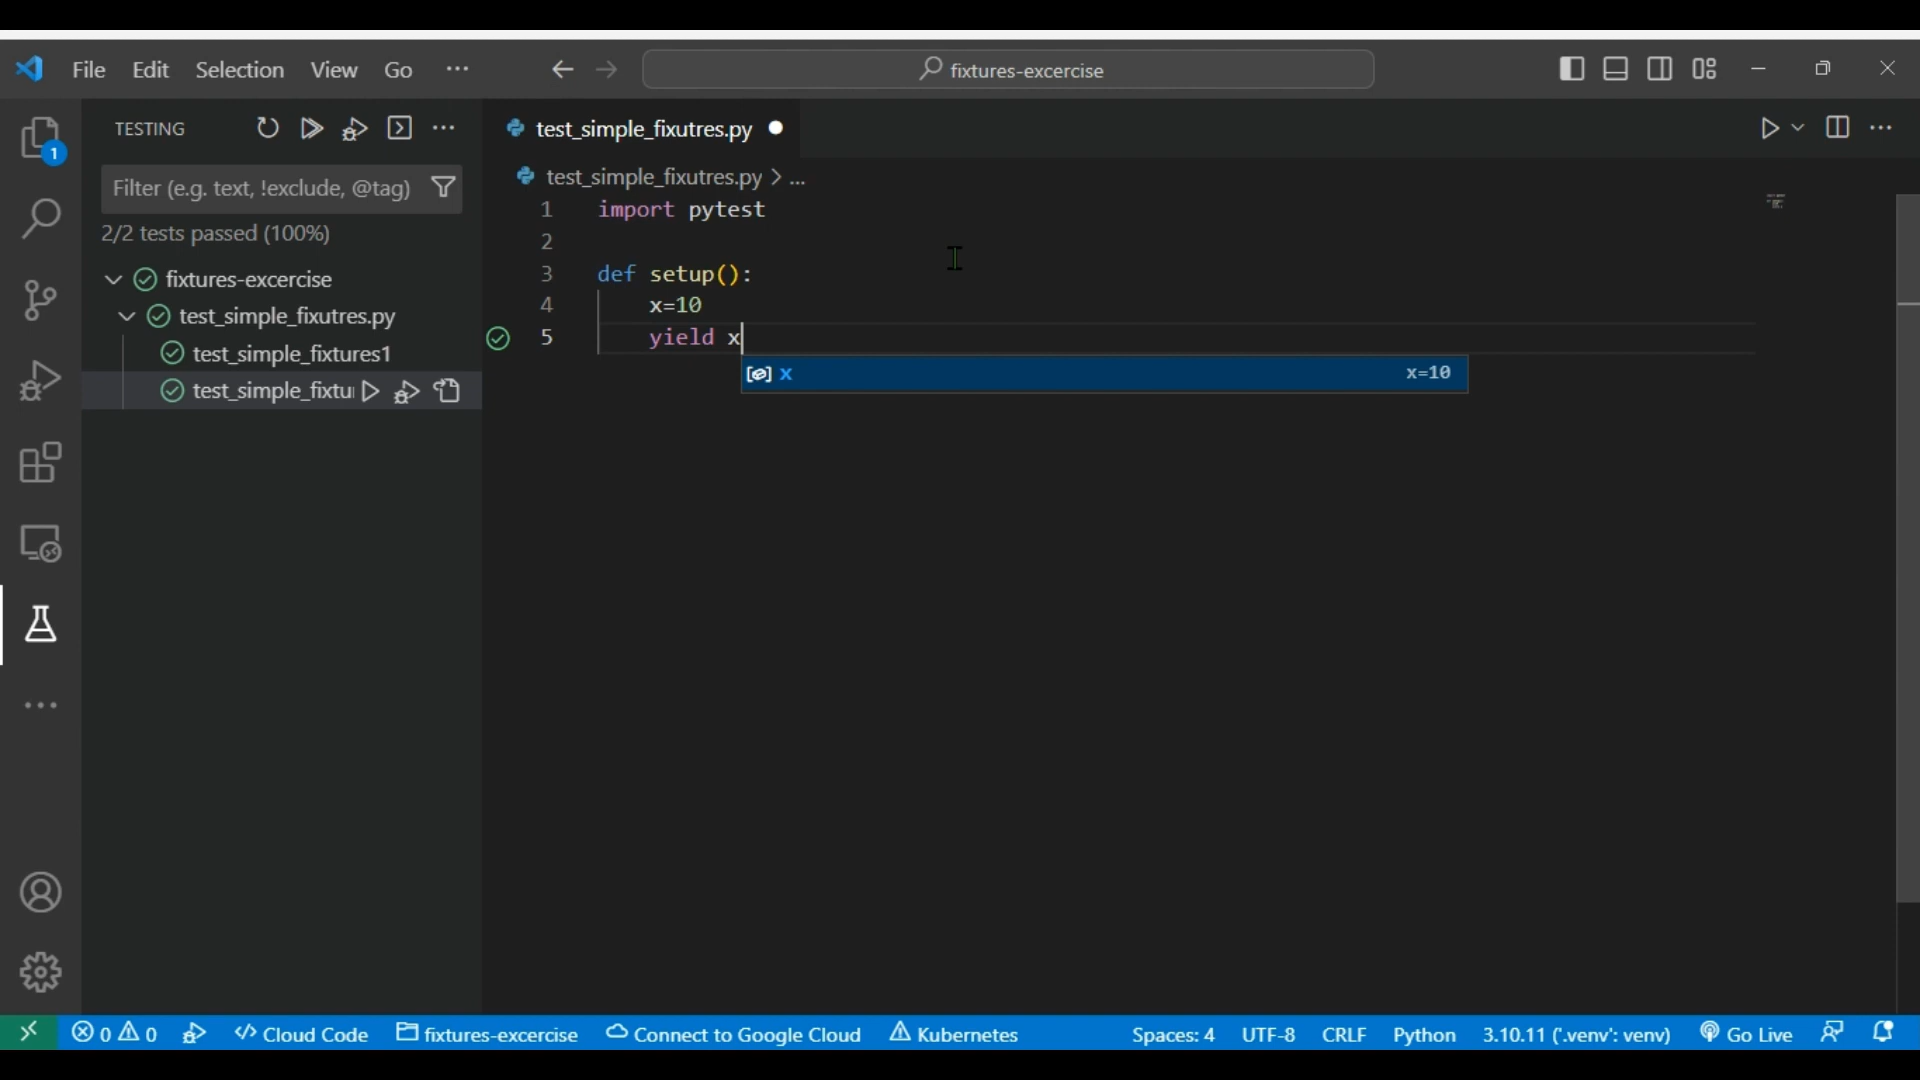 File Edit Selection View Go ...
fixtures-excercise
TESTING
test_simple_fixutres.py
Filter (e.g. text, !exclude, @tag)
2/2 tests passed (100%)
fixtures-excercise
test_simple_fixutres.py
test_simple_fixtures1
test_simple_fixtu
1
test_simple_fixutres.py > ...
1 import pytest
2
3 def setup():
4 x=10
5 yield x
x x=10
0 0 Cloud Code fixtures-excercise Connect to Google Cloud Kubernetes Spaces: 4 UTF-8 CRLF Python 3.10.11 ('.venv': venv) Go Live